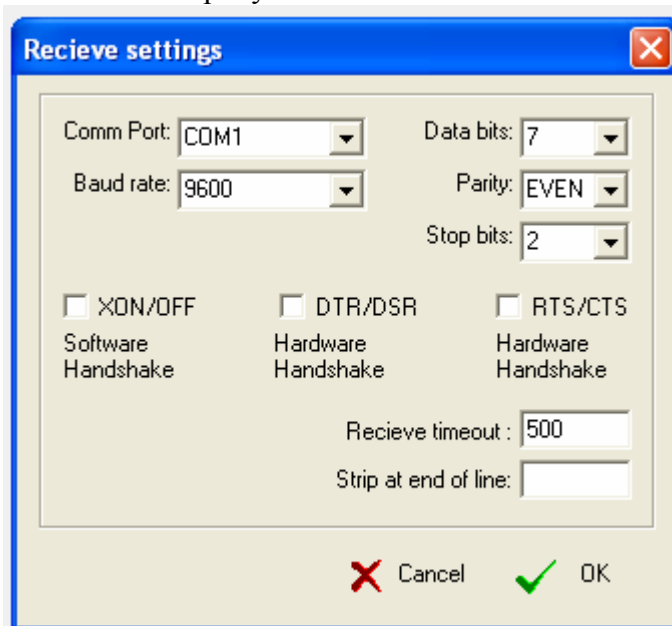 Recieve settings
Comm Port: COM1 Data bits: 7
Baud rate: 9600 Parity: EVEN
Stop bits: 2
XON/OFF DTR/DSR RTS/CTS
Software Hardware Hardware
Handshake Handshake Handshake
Recieve timeout : 500
Strip at end of line:
Cancel OK